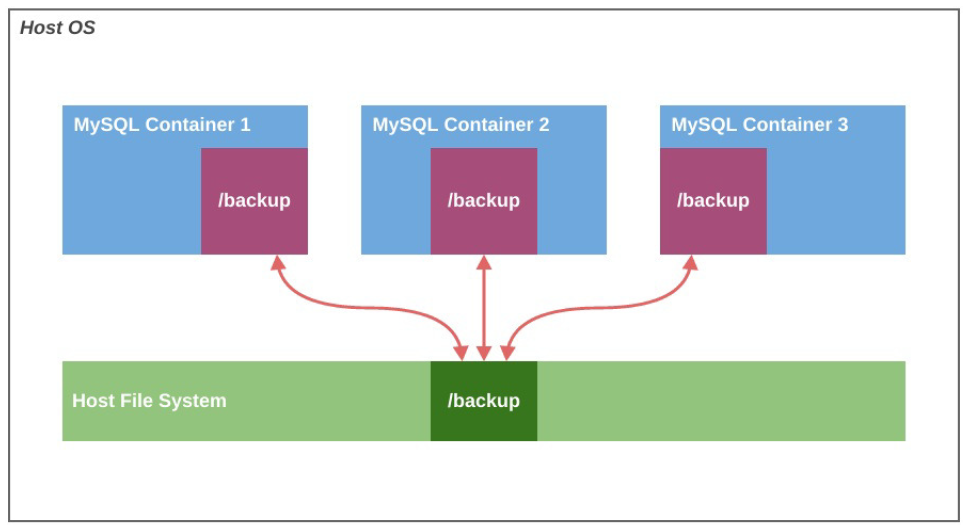 Host OS
MySQL Container 1
MySQL Container 2
MySQL Container 3
/backup
/backup
/backup
Host File System
/backup